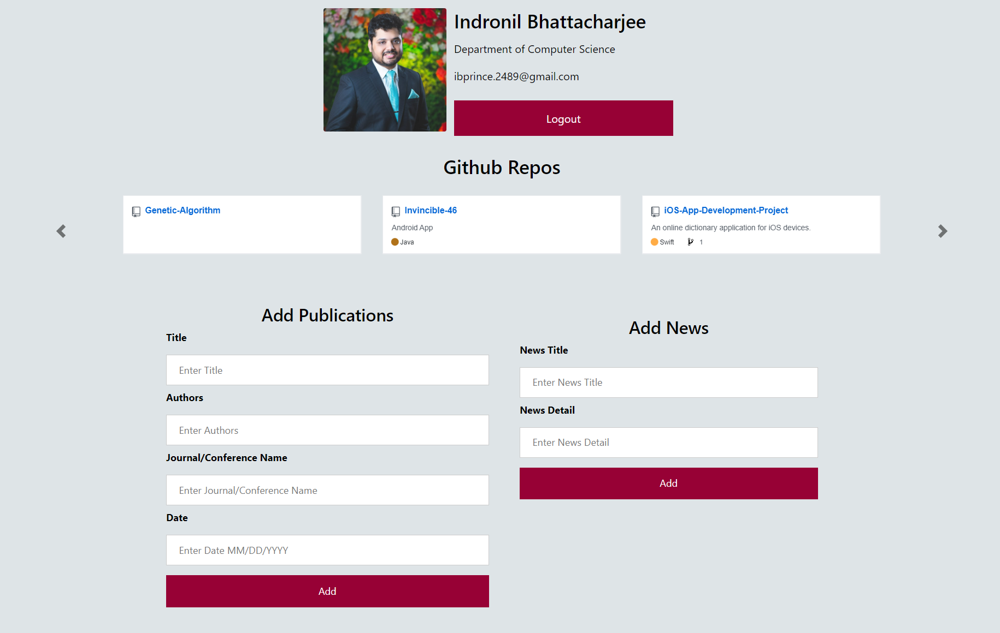 Indronil Bhattacharjee
Department of Computer Science
ibprince.2489@gmail.com
Logout
Github Repos
Genetic-Algorithm
Invincible-46
Android App
Java
iOS-App-Development-Project
An online dictionary application for iOS devices.
Swift 1
Add Publications
Title
Enter Title
Authors
Enter Authors
Journal/Conference Name
Enter Journal/Conference Name
Date
Enter Date MM/DD/YYYY
Add
Add News
News Title
Enter News Title
News Detail
Enter News Detail
Add